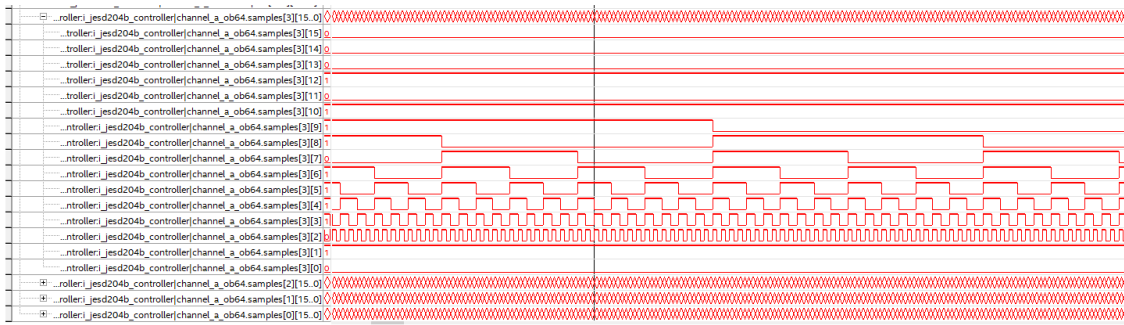 ...roller:i_jesd204b_controller|channel_a_ob64.samples[3][15..0]
...troller:i_jesd204b_controller|channel_a_ob64.samples[3][15] 0
...troller:i_jesd204b_controller|channel_a_ob64.samples[3][14] 0
...troller:i_jesd204b_controller|channel_a_ob64.samples[3][13] 0
...troller:i_jesd204b_controller|channel_a_ob64.samples[3][12] 1
...troller:i_jesd204b_controller|channel_a_ob64.samples[3][11] 0
...troller:i_jesd204b_controller|channel_a_ob64.samples[3][10] 1
...ntroller:i_jesd204b_controller|channel_a_ob64.samples[3][9] 1
...ntroller:i_jesd204b_controller|channel_a_ob64.samples[3][8] 1
...ntroller:i_jesd204b_controller|channel_a_ob64.samples[3][7] 0
...ntroller:i_jesd204b_controller|channel_a_ob64.samples[3][6] 1
...ntroller:i_jesd204b_controller|channel_a_ob64.samples[3][5] 1
...ntroller:i_jesd204b_controller|channel_a_ob64.samples[3][4] 1
...ntroller:i_jesd204b_controller|channel_a_ob64.samples[3][3] 1
...ntroller:i_jesd204b_controller|channel_a_ob64.samples[3][2]
...ntroller:i_jesd204b_controller|channel_a_ob64.samples[3][1] 1
...ntroller:i_jesd204b_controller|channel_a_ob64.samples[3][0] 0
...roller:i_jesd204b_controller|channel_a_ob64.samples[2][15..0]
...roller:i_jesd204b_controller|channel_a_ob64.samples[1][15..0]
...roller:i_jesd204b_controller|channel_a_ob64.samples[0][15..0]